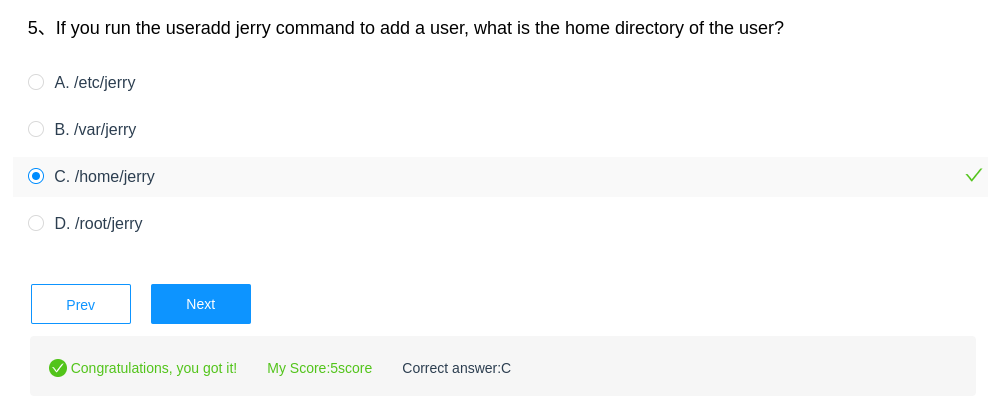 5、If you run the useradd jerry command to add a user, what is the home directory of the user?
A. /etc/jerry
B. /var/jerry
C. /home/jerry
D. /root/jerry
Prev Next
Congratulations, you got it! My Score:5score Correct answer:C